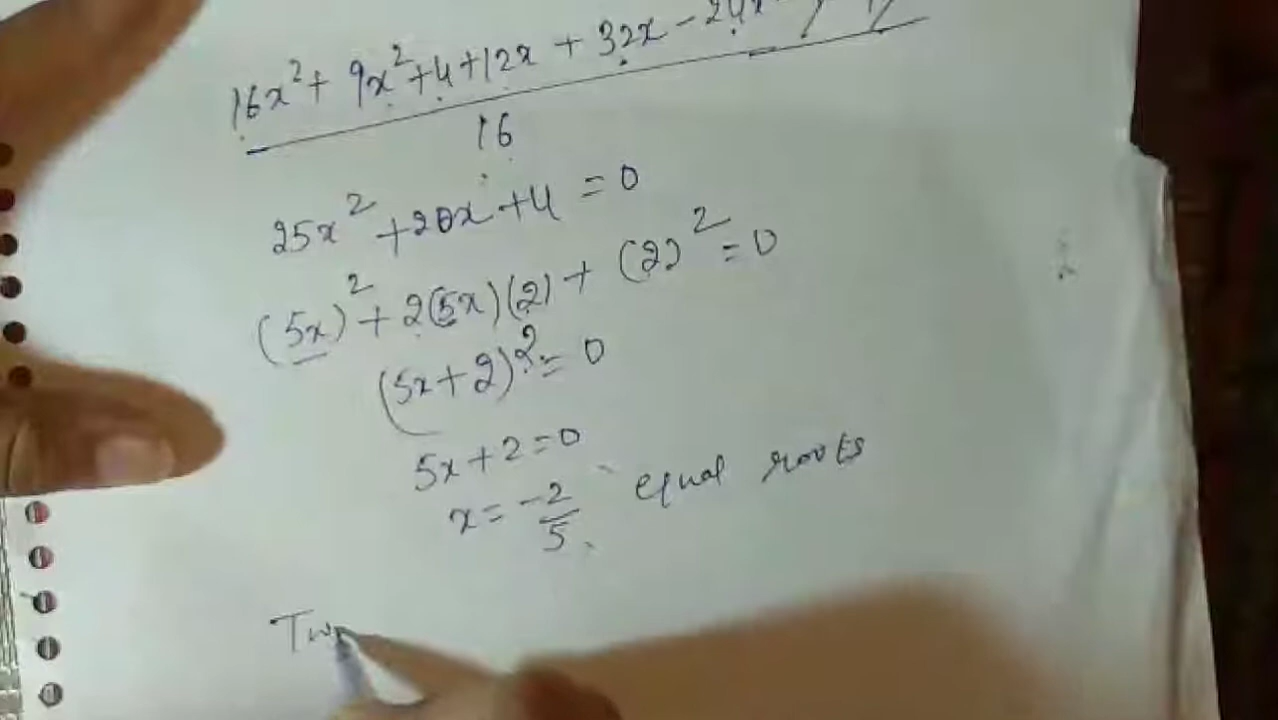 16x² + 9x² + 4 + 12x + 32x - 24x
16
25x² + 20x + 4 = 0
(5x)² + 2(5x)(2) + (2)² = 0
(5x + 2)² = 0
5x + 2 = 0
x = -2/5 equal roots